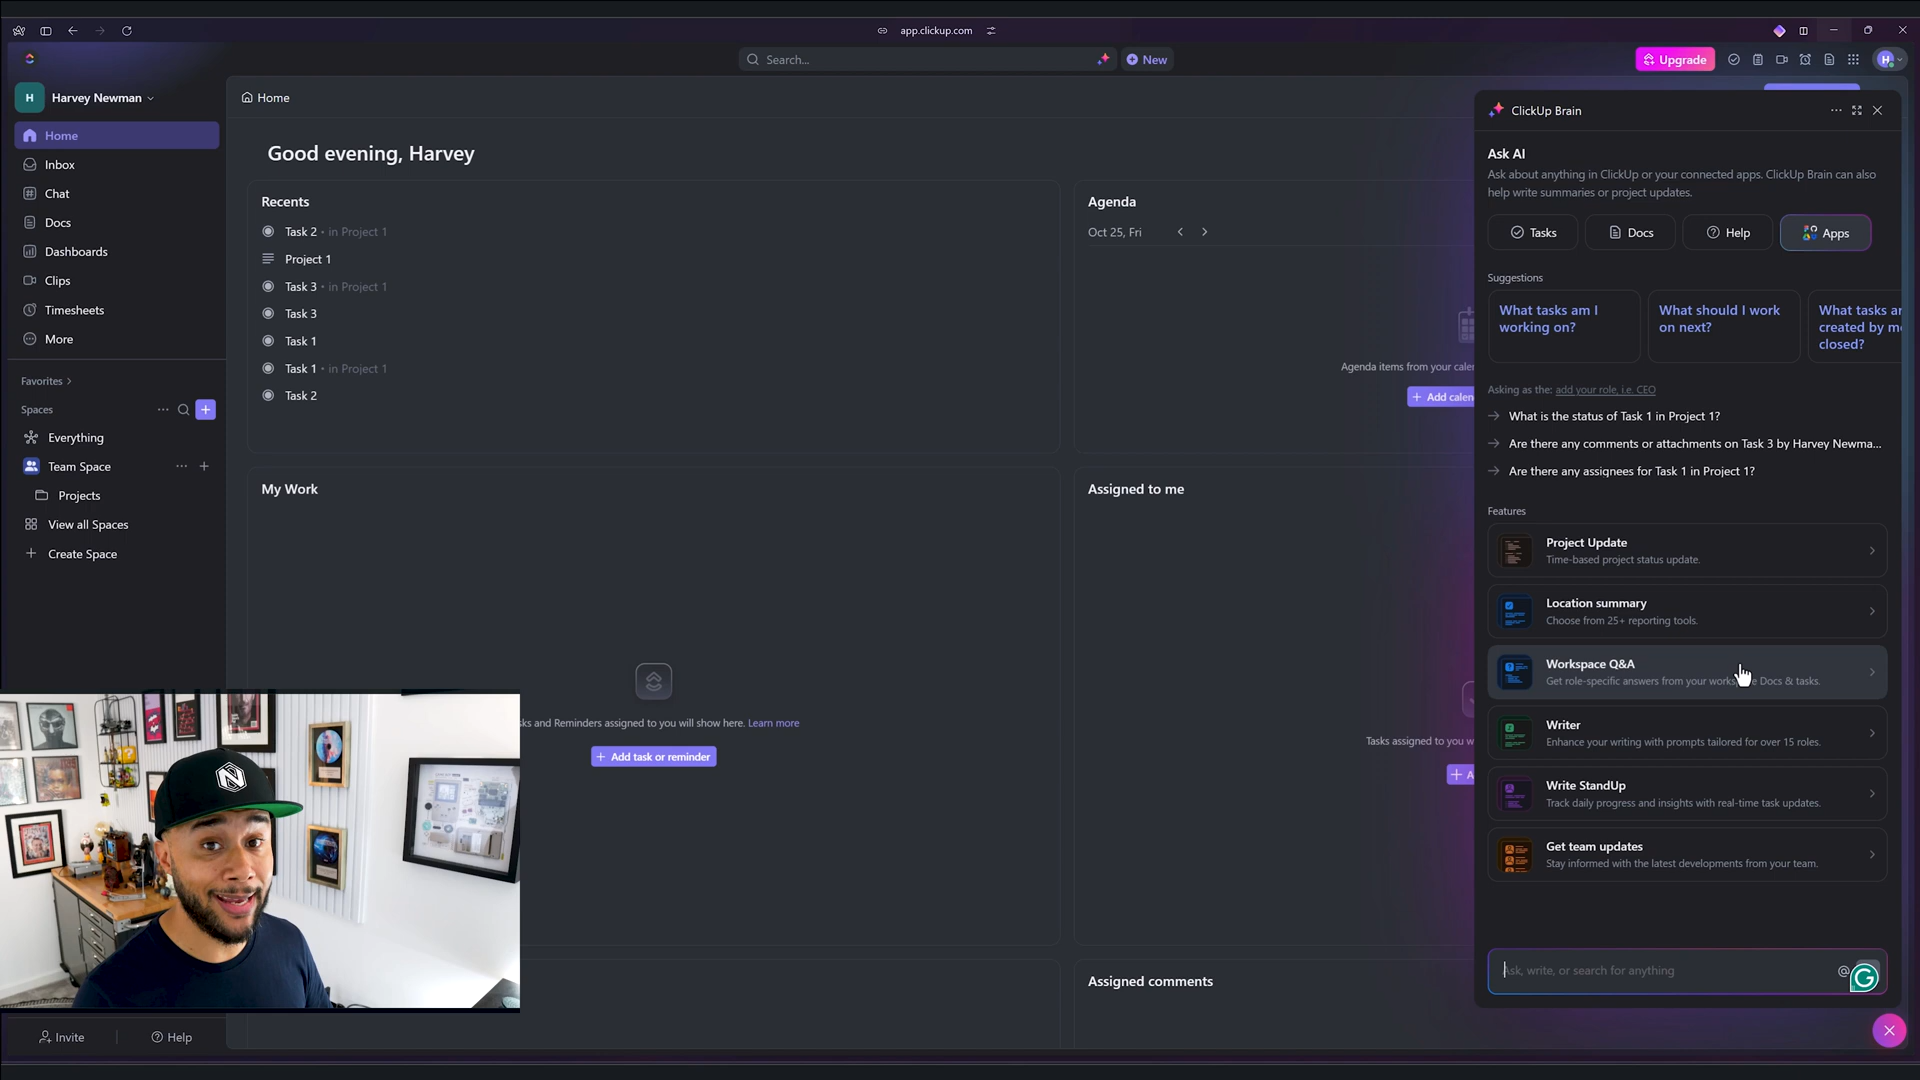 app.clickup.com
Search...
New
Upgrade
H
H
Harvey Newman
Home
Inbox
Chat
Docs
Dashboards
Clips
Timesheets
More
Favorites
Spaces
Everything
Team Space
Projects
View all Spaces
Create Space
Invite
Help
Home
Good evening, Harvey
Recents
Task 2 • in Project 1
Project 1
Task 3 • in Project 1
Task 3
Task 1
Task 1 • in Project 1
Task 2
Agenda
Oct 25, Fri
Agenda items from your
Add
My Work
and Reminders assigned to you will show here. Learn more
Add task or reminder
Assigned to me
Tasks assigned to you
Assigned comments
ClickUp Brain
Ask AI
Ask about anything in ClickUp or your connected apps. ClickUp Brain can also
help write summaries or project updates.
Tasks
Docs
Help
Apps
Suggestions
What tasks am I
working on?
What should I work
on next?
What tasks
created by
closed?
Asking as the: add your role, i.e. CEO
What is the status of Task 1 in Project 1?
Are there any comments or attachments on Task 3 by Harvey Newma...
Are there any assignees for Task 1 in Project 1?
Features
Project Update
Time-based project status update.
Location summary
Choose from 25+ reporting tools.
Workspace Q&A
Get role-specific answers from your Docs & tasks.
Writer
Enhance your writing with prompts tailored for over 15 roles.
Write StandUp
Track daily progress and insights with real-time task updates.
Get team updates
Stay informed with the latest developments from your team.
Ask, write, or search for anything
@